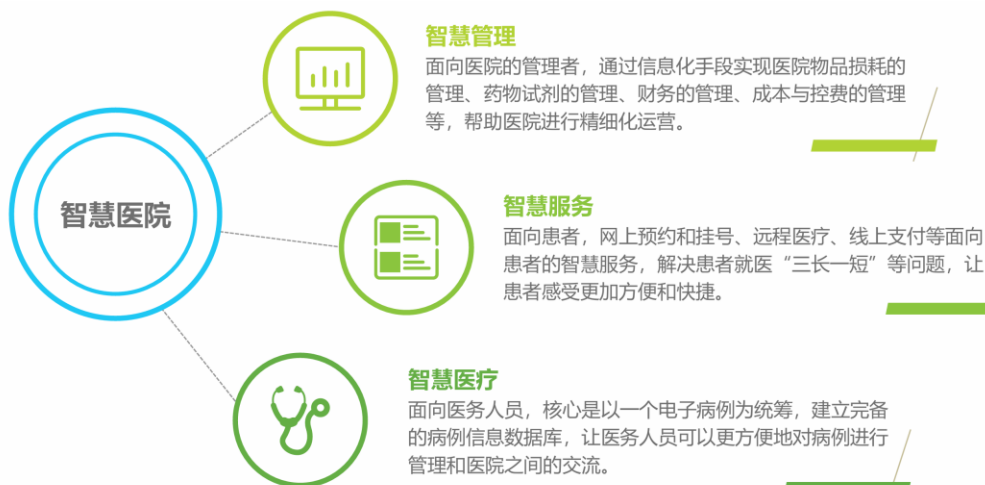 智慧管理
面向医院的管理者，通过信息化手段实现医院物品损耗的
管理、药物试剂的管理、财务的管理、成本与控费的管理
等，帮助医院进行精细化运营。
智慧医院
智慧服务
面向患者，网上预约和挂号、远程医疗、线上支付等面向
患者的智慧服务，解决患者就医“三长一短”等问题，让
患者感受更加方便和快捷。
智慧医疗
面向医务人员，核心是以一个电子病例为统筹，建立完备
的病例信息数据库，让医务人员可以更方便地对病例进行
管理和医院之间的交流。